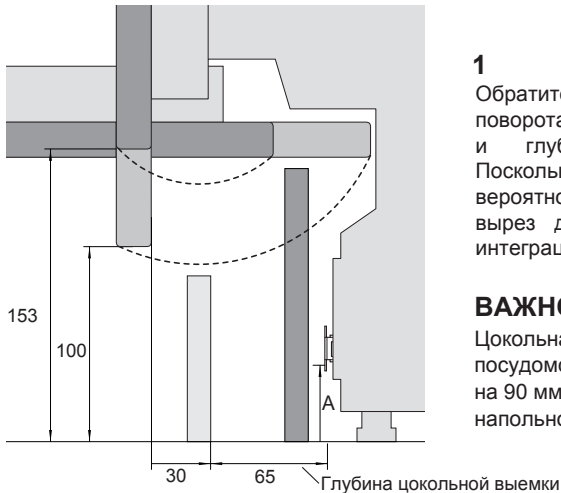 1
Обратите
поворота
и глуб
Поскольк
вероятно
вырез д
интеграц
ВАЖНО
Цокольна
посудомо
на 90 мм
напольно
153
100
A
30
65
Глубина цокольной выемки